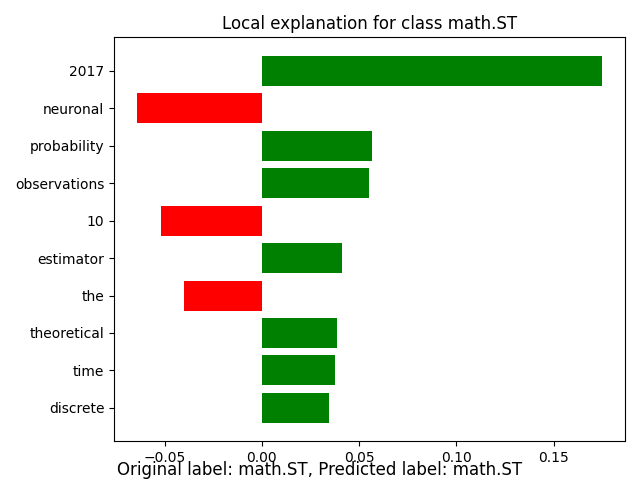 Local explanation for class math.ST
2017
neuronal
probability
observations
10
estimator
the
theoretical
time
discrete
−0.05 0.00 0.05 0.10 0.15
Original label: math.ST, Predicted label: math.ST